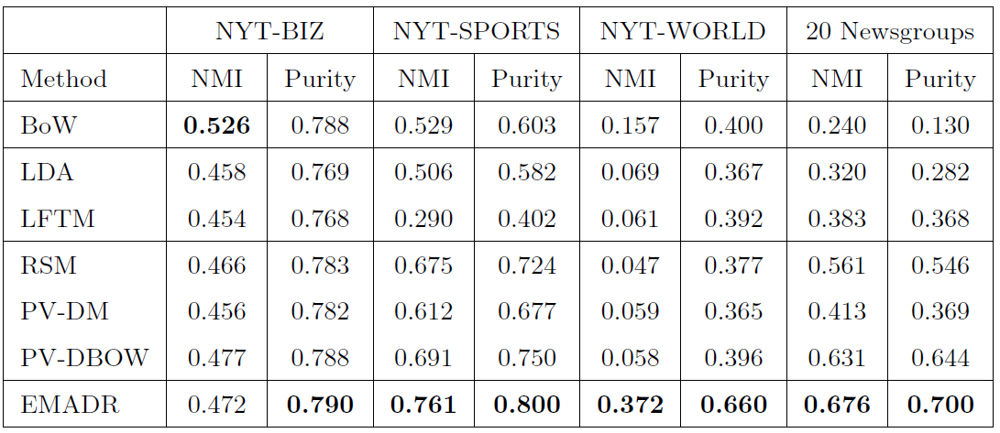 NYT-BIZ NYT-SPORTS NYT-WORLD 20 Newsgroups
Method NMI Purity NMI Purity NMI Purity NMI Purity
BoW 0.526 0.788 0.529 0.603 0.157 0.400 0.240 0.130
LDA 0.458 0.769 0.506 0.582 0.069 0.367 0.320 0.282
LFTM 0.454 0.768 0.290 0.402 0.061 0.392 0.383 0.368
RSM 0.466 0.783 0.675 0.724 0.047 0.377 0.561 0.546
PV-DM 0.456 0.782 0.612 0.677 0.059 0.365 0.413 0.369
PV-DBOW 0.477 0.788 0.691 0.750 0.058 0.396 0.631 0.644
EMADR 0.472 0.790 0.761 0.800 0.372 0.660 0.676 0.700